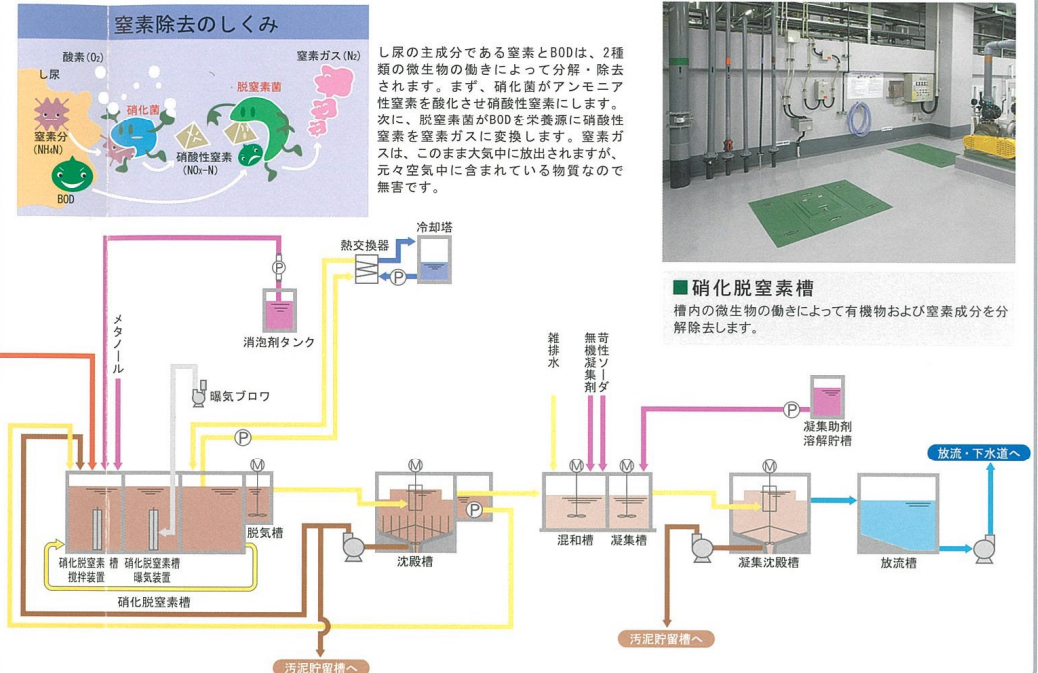 窒素除去のしくみ
酸素(O₂)
し尿
硝化菌
脱窒素菌
窒素ガス(N₂)
窒素分
(NH₄N)
硝酸性窒素
(NOx-N)
BOD
し尿の主成分である窒素とBODは、2種
類の微生物の働きによって分解・除去
されます。まず、硝化菌がアンモニア
性窒素を酸化させ硝酸性窒素にします。
次に、脱窒素菌がBODを栄養源に硝酸性
窒素を窒素ガスに変換します。窒素ガ
スは、このまま大気中に放出されますが、
元々空気中に含まれている物質なので
無害です。
■硝化脱窒素槽
槽内の微生物の働きによって有機物および窒素成分を分
解除去します。
冷却塔
熱交換器
P
P
消泡剤タンク
メタノール
曝気ブロワ
P
M
脱気槽
硝化脱窒素槽
撹拌装置
硝化脱窒素槽
曝気装置
硝化脱窒素槽
M
P
沈殿槽
汚泥貯留槽へ
雑排水
無機凝集剤
苛性ソーダ
M
M
混和槽
凝集槽
P
凝集助剤
溶解貯槽
M
凝集沈殿槽
汚泥貯留槽へ
放流槽
放流・下水道へ